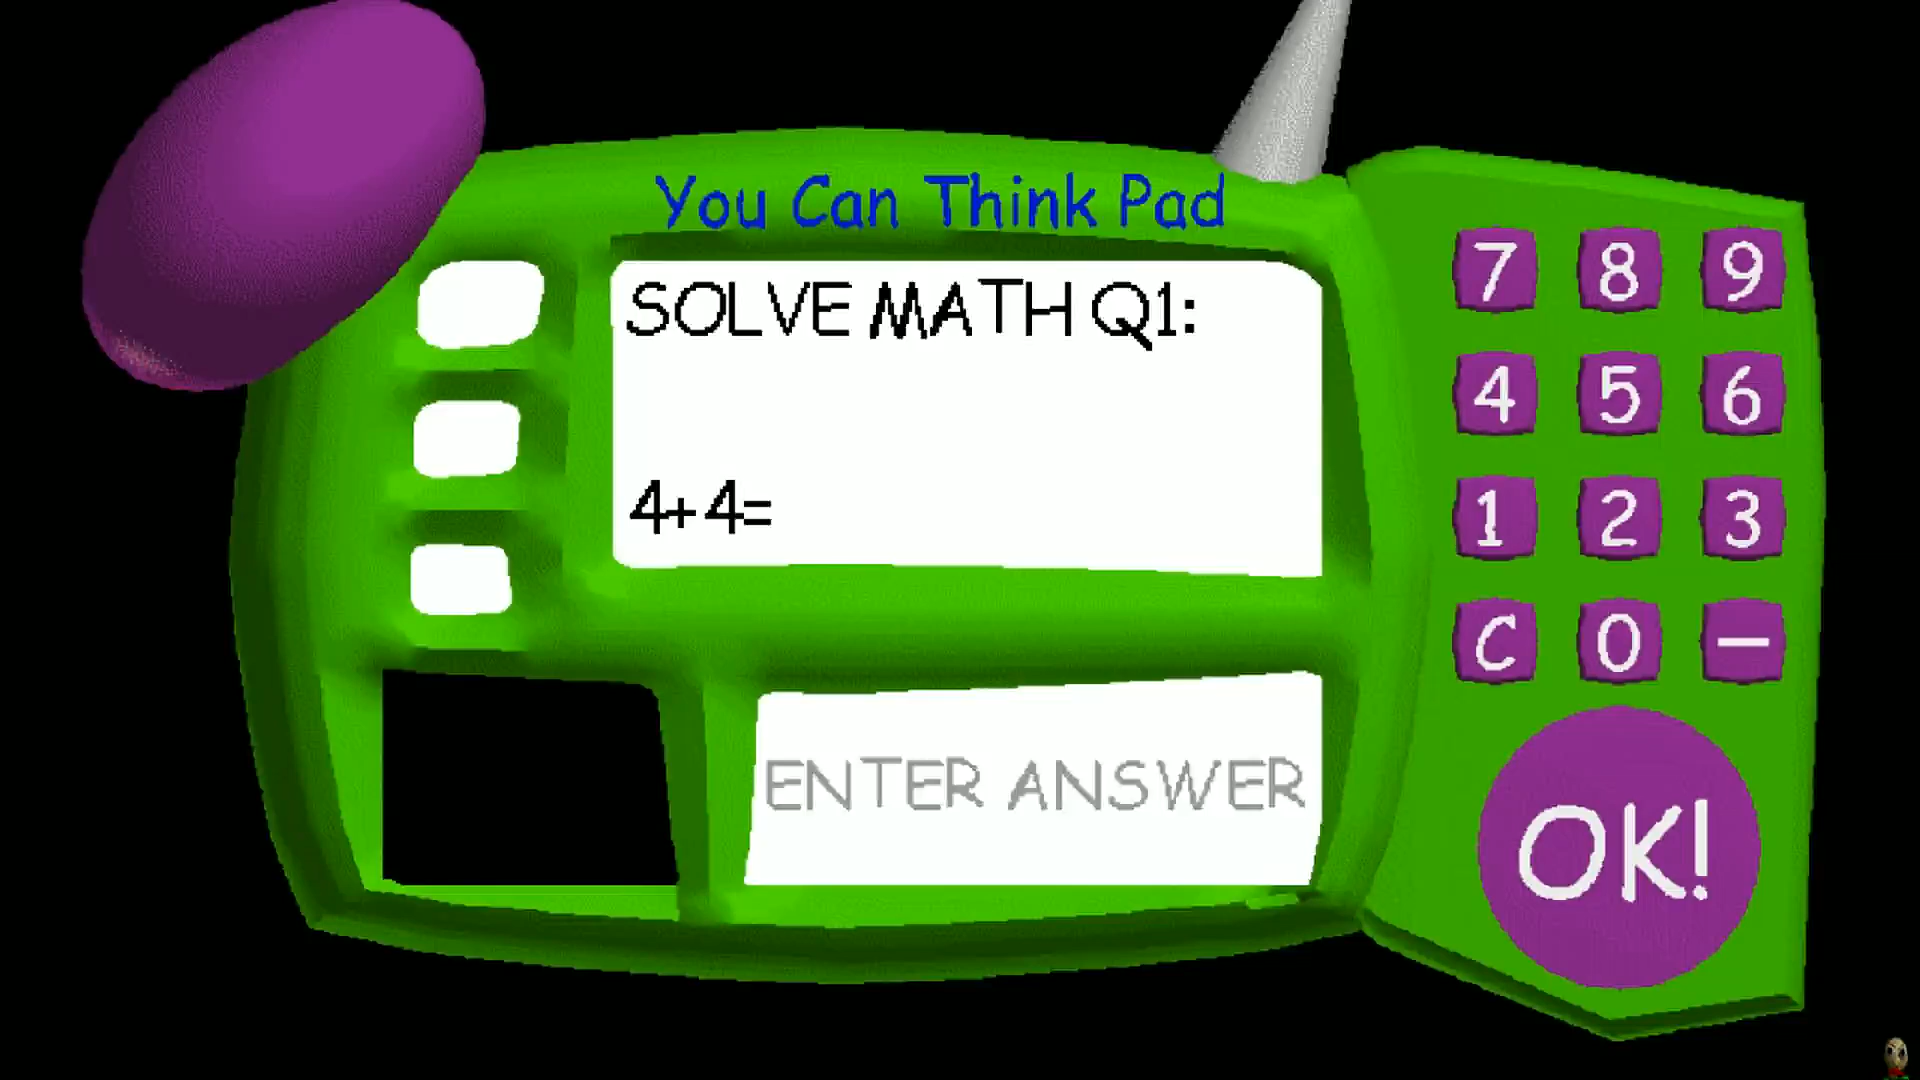 You Can Think Pad
SOLVE MATH Q1:
4+4=
ENTER ANSWER
7 8 9
4 5 6
1 2 3
C 0 —
OK!